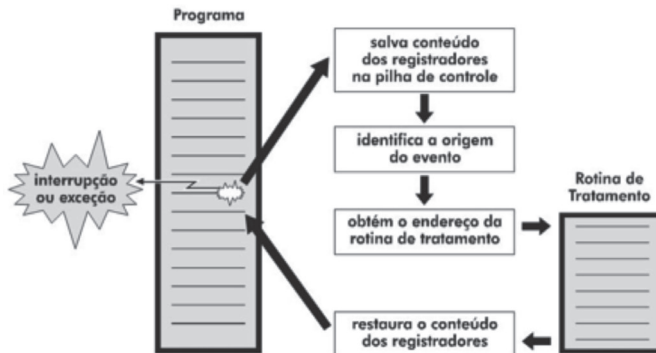 Programa
salva conteúdo
dos registradores
na pilha de controle
identifica a origem
do evento
interrupção
ou exceção
obtém o endereço da
rotina de tratamento
Rotina de
Tratamento
restaura o conteúdo
dos registradores